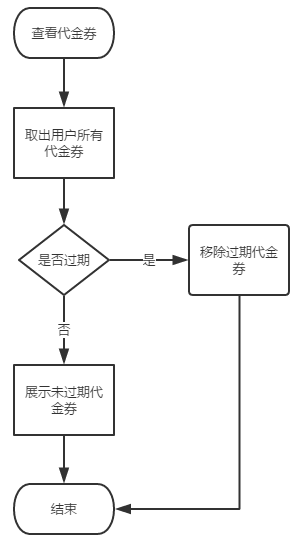 查看代金券
取出用户所有
代金券
是否过期
是
移除过期代金
券
否
展示未过期代
金券
结束